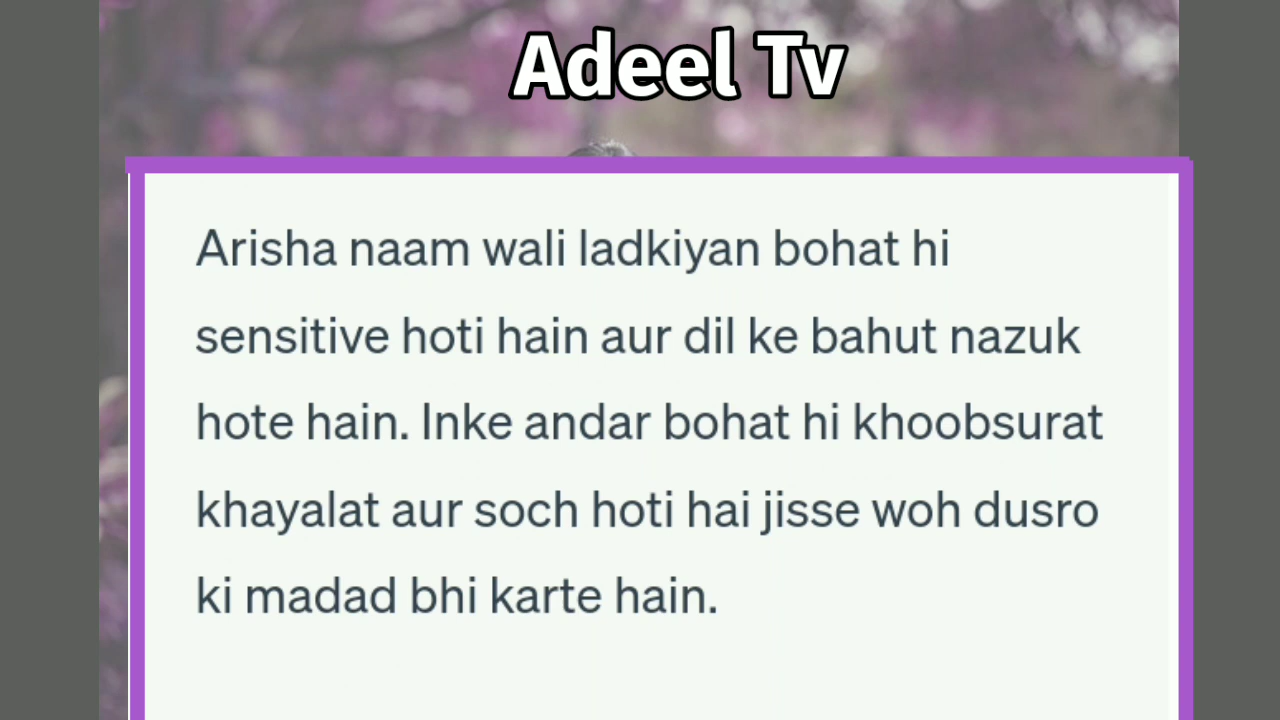 Adeel Tv
Arisha naam wali ladkiyan bohat hi
sensitive hoti hain aur dil ke bahut nazuk
hote hain. Inke andar bohat hi khoobsurat
khayalat aur soch hoti hai jisse woh dusro
ki madad bhi karte hain.